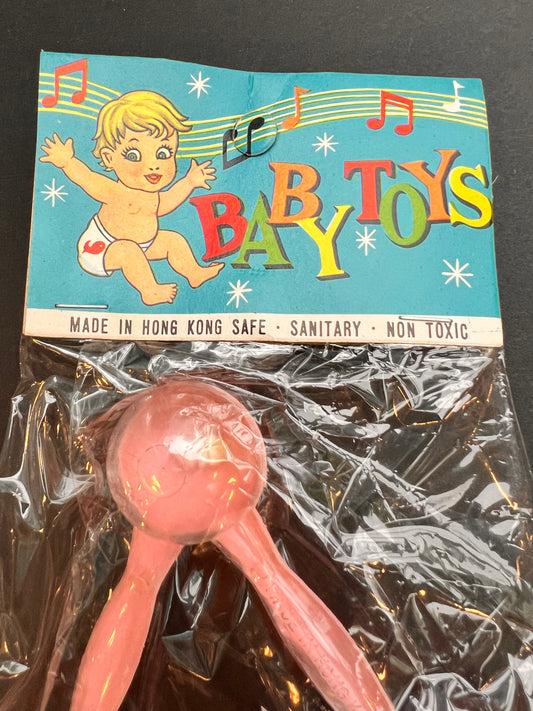 BABY TOYS
MADE IN HONG KONG SAFE · SANITARY · NON TOXIC